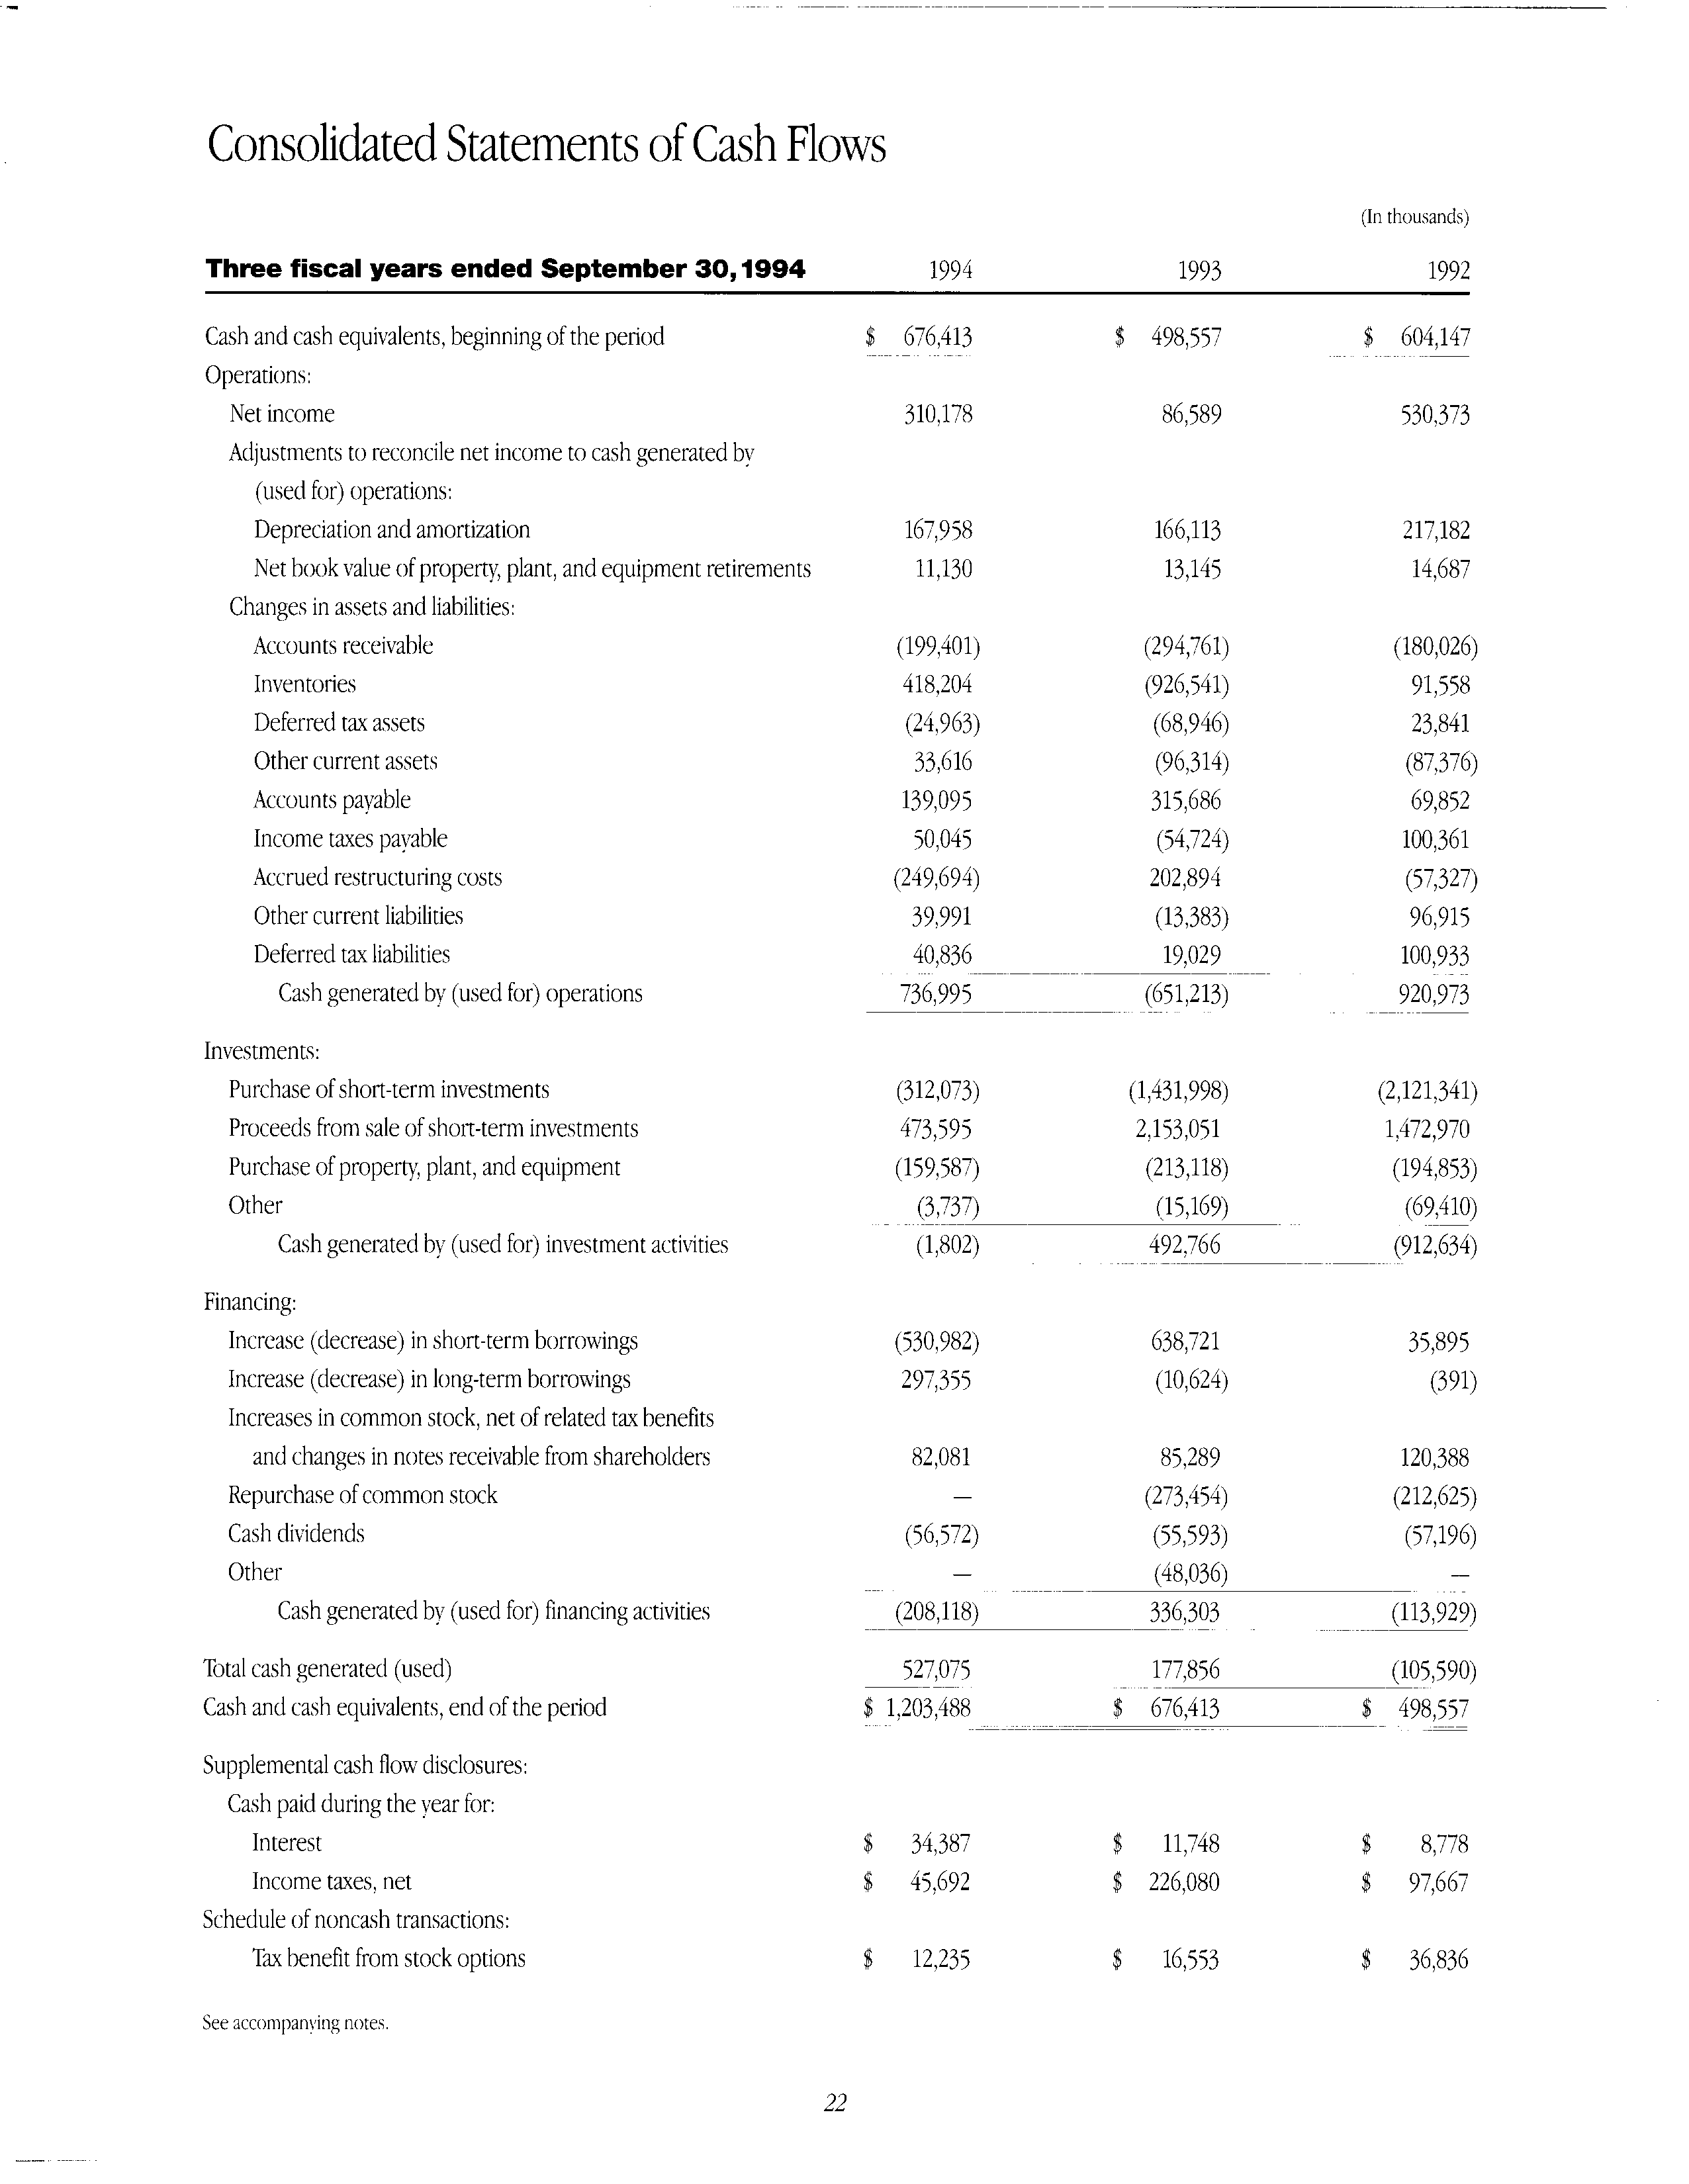 Consolidated Statements of Cash Flows
(In thousands)
Three fiscal years ended September 30, 1994 1994 1993 1992
Cash and cash equivalents, beginning of the period $ 676,413 $ 498,557 $ 604,147
Operations:
Net income 310,178 86,589 530,373
Adjustments to reconcile net income to cash generated by
(used for) operations:
Depreciation and amortization 167,958 166,113 217,182
Net book value of property, plant, and equipment retirements 11,130 13,145 14,687
Changes in assets and liabilities:
Accounts receivable (199,401) (294,761) (180,026)
Inventories 418,204 (926,541) 91,558
Deferred tax assets (24,963) (68,946) 23,841
Other current assets 33,616 (96,314) (87,376)
Accounts payable 139,095 315,686 69,852
Income taxes payable 50,045 (54,724) 100,361
Accrued restructuring costs (249,694) 202,894 (57,327)
Other current liabilities 39,991 (13,383) 96,915
Deferred tax liabilities 40,836 19,029 100,933
Cash generated by (used for) operations 736,995 (651,213) 920,973
Investments:
Purchase of short-term investments (312,073) (1,431,998) (2,121,341)
Proceeds from sale of short-term investments 473,595 2,153,051 1,472,970
Purchase of property, plant, and equipment (159,587) (213,118) (194,853)
Other (3,737) (15,169) (69,410)
Cash generated by (used for) investment activities (1,802) 492,766 (912,634)
Financing:
Increase (decrease) in short-term borrowings (530,982) 638,721 35,895
Increase (decrease) in long-term borrowings 297,355 (10,624) (391)
Increases in common stock, net of related tax benefits
and changes in notes receivable from shareholders 82,081 85,289 120,388
Repurchase of common stock — (273,454) (212,625)
Cash dividends (56,572) (55,593) (57,196)
Other — (48,036) —
Cash generated by (used for) financing activities (208,118) 336,303 (113,929)
Total cash generated (used) 527,075 177,856 (105,590)
Cash and cash equivalents, end of the period $ 1,203,488 $ 676,413 $ 498,557
Supplemental cash flow disclosures:
Cash paid during the year for:
Interest $ 34,387 $ 11,748 $ 8,778
Income taxes, net $ 45,692 $ 226,080 $ 97,667
Schedule of noncash transactions:
Tax benefit from stock options $ 12,235 $ 16,553 $ 36,836
See accompanying notes.
22